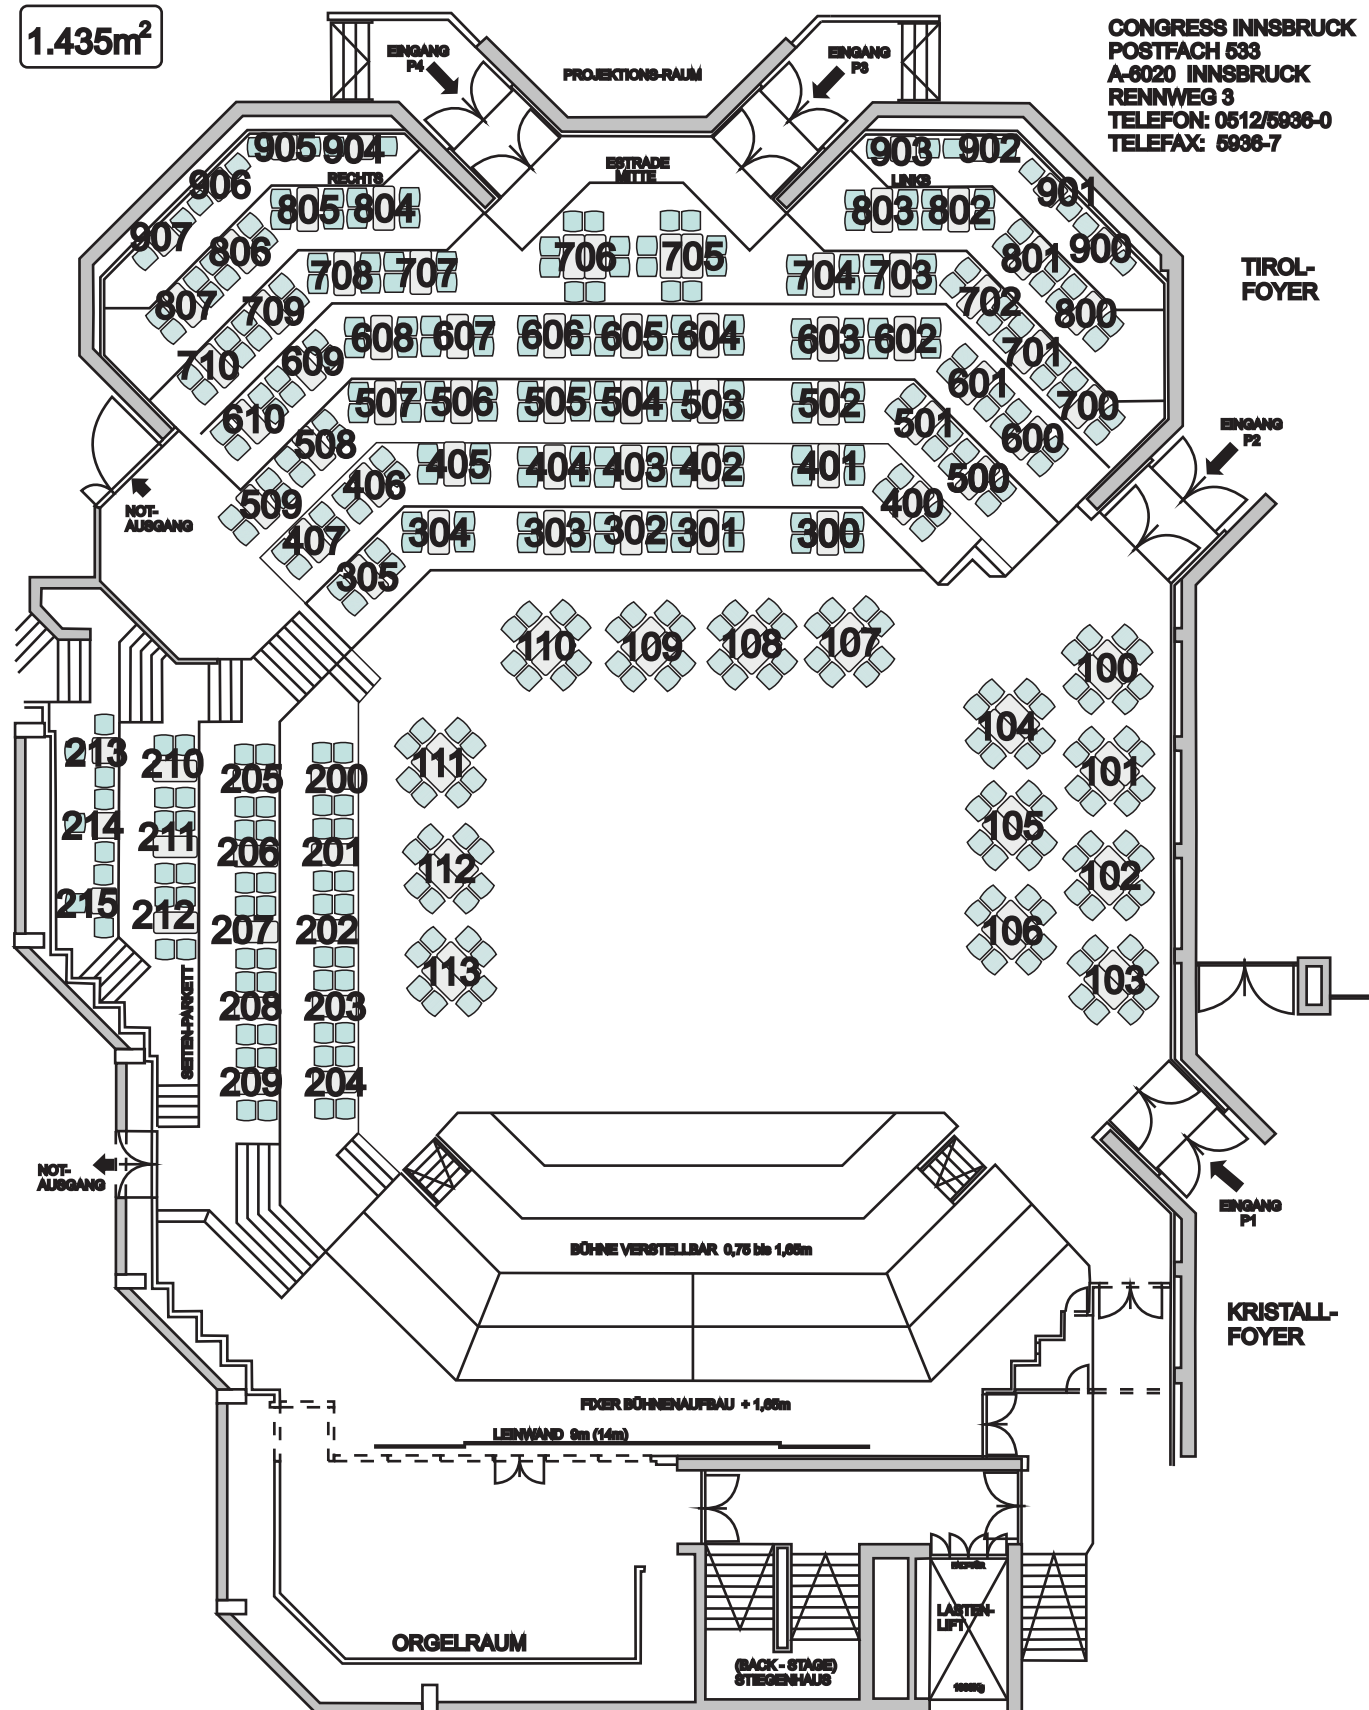 1.435m²
CONGRESS INNSBRUCK
POSTFACH 533
A-6020 INNSBRUCK
RENNWEG 3
TELEFON: 0512/5936-0
TELEFAX: 5936-7
EINGANG
P4
PROJEKTIONS-RAUM
EINGANG
P3
ESTRADE
MITTE
RECHTS
LINKS
905 904 903 902
906 901
907 900
805 804 803 802
806 801
807 800
706 705
708 707 704 703
709 702
710 701
700
608 607 606 605 604 603 602
609 601
610 600
507 506 505 504 503 502
508 501
509 500
405 404 403 402 401
406 400
407
304 303 302 301 300
305
TIROL-
FOYER
EINGANG
P2
NOT-
AUSGANG
110 109 108 107
100
104
111 101
105
112 102
106
113 103
213 210 205 200
214 211 206 201
215 212 207 202
208 203
209 204
SEITEN-PARKETT
NOT-
AUSGANG
EINGANG
P1
BÜHNE VERSTELLBAR 0,75 bis 1,65m
KRISTALL-
FOYER
FIXER BÜHNENAUFBAU + 1,65m
LEINWAND 9m (14m)
ORGELRAUM
LASTEN-
LIFT
(BACK - STAGE)
STIEGENHAUS